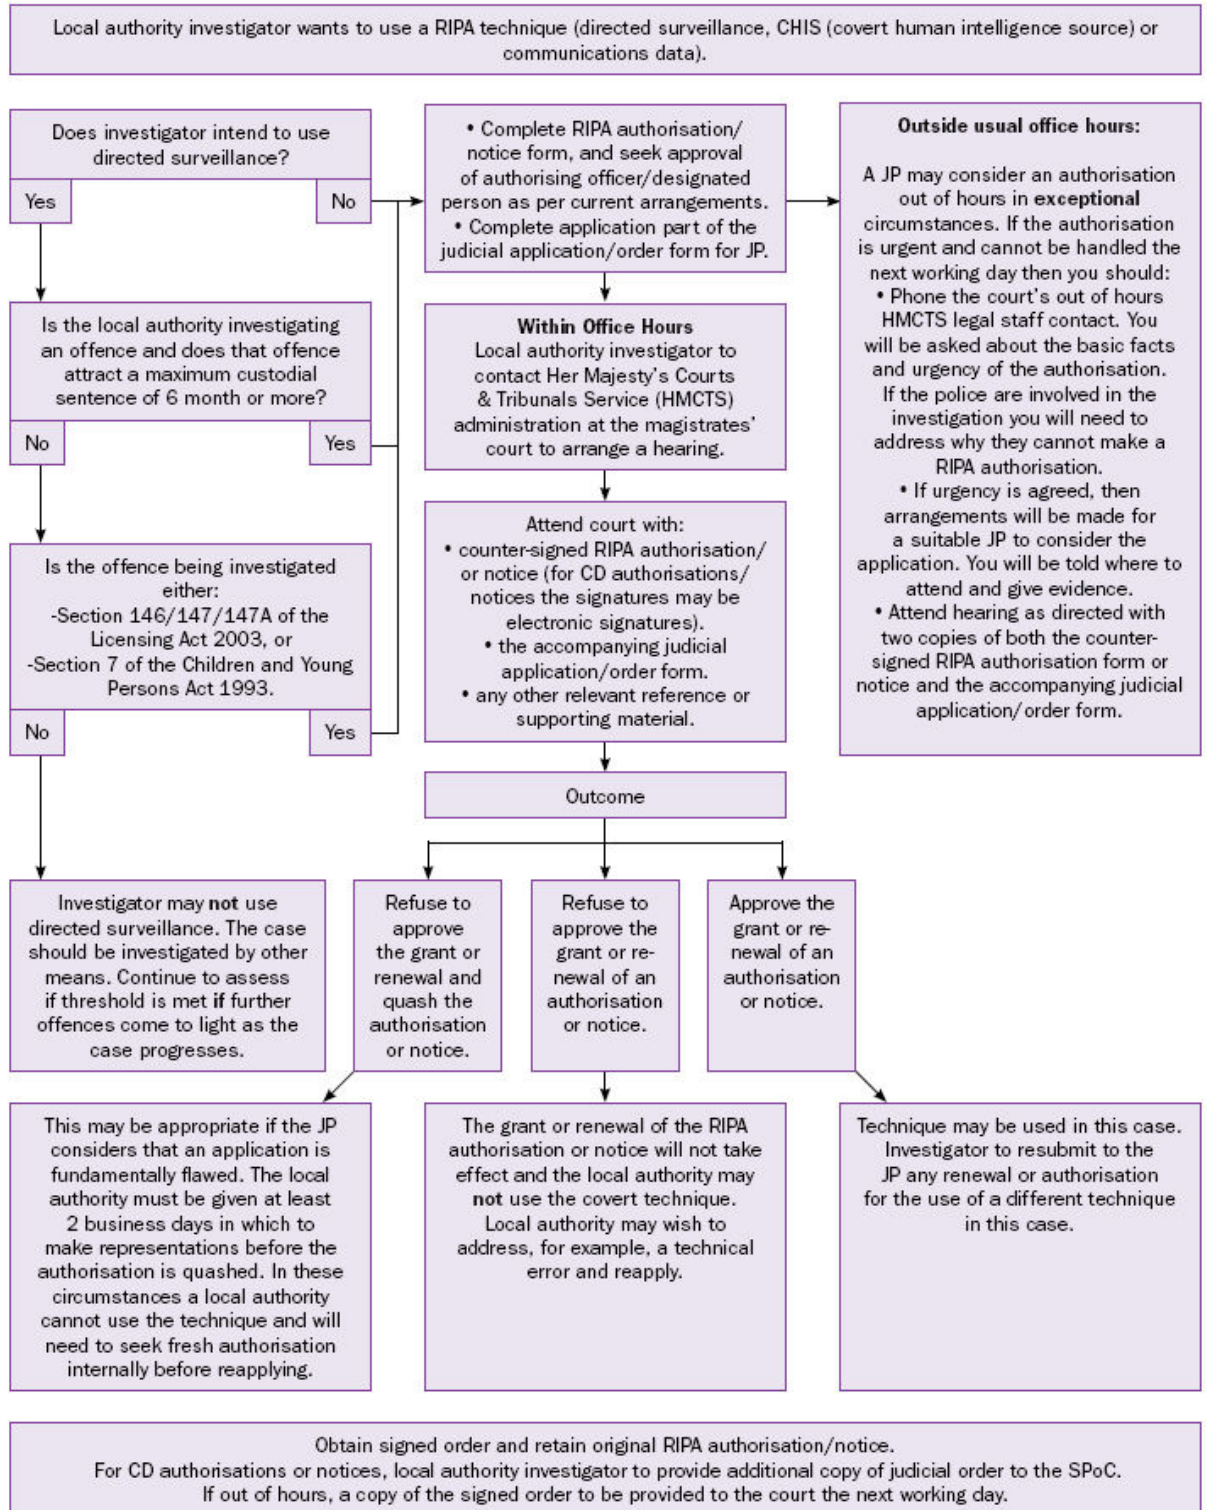 Local authority investigator wants to use a RIPA technique (directed surveillance, CHIS (covert human intelligence source) or
communications data).
Does investigator intend to use
directed surveillance?
Yes
No
Is the local authority investigating
an offence and does that offence
attract a maximum custodial
sentence of 6 month or more?
No
Yes
Is the offence being investigated
either:
-Section 146/147/147A of the
Licensing Act 2003, or
-Section 7 of the Children and Young
Persons Act 1993.
No
Yes
• Complete RIPA authorisation/
notice form, and seek approval
of authorising officer/designated
person as per current arrangements.
• Complete application part of the
judicial application/order form for JP.
Within Office Hours
Local authority investigator to
contact Her Majesty's Courts
& Tribunals Service (HMCTS)
administration at the magistrates'
court to arrange a hearing.
Attend court with:
• counter-signed RIPA authorisation/
or notice (for CD authorisations/
notices the signatures may be
electronic signatures).
• the accompanying judicial
application/order form.
• any other relevant reference or
supporting material.
Outside usual office hours:
A JP may consider an authorisation
out of hours in exceptional
circumstances. If the authorisation
is urgent and cannot be handled the
next working day then you should:
• Phone the court's out of hours
HMCTS legal staff contact. You
will be asked about the basic facts
and urgency of the authorisation.
If the police are involved in the
investigation you will need to
address why they cannot make a
RIPA authorisation.
• If urgency is agreed, then
arrangements will be made for
a suitable JP to consider the
application. You will be told where to
attend and give evidence.
• Attend hearing as directed with
two copies of both the counter-
signed RIPA authorisation form or
notice and the accompanying judicial
application/order form.
Outcome
Investigator may not use
directed surveillance. The case
should be investigated by other
means. Continue to assess
if threshold is met if further
offences come to light as the
case progresses.
Refuse to
approve
the grant or
renewal and
quash the
authorisation
or notice.
Refuse to
approve the
grant or re-
newal of an
authorisation
or notice.
Approve the
grant or re-
newal of an
authorisation
or notice.
This may be appropriate if the JP
considers that an application is
fundamentally flawed. The local
authority must be given at least
2 business days in which to
make representations before the
authorisation is quashed. In these
circumstances a local authority
cannot use the technique and will
need to seek fresh authorisation
internally before reapplying.
The grant or renewal of the RIPA
authorisation or notice will not take
effect and the local authority may
not use the covert technique.
Local authority may wish to
address, for example, a technical
error and reapply.
Technique may be used in this case.
Investigator to resubmit to the
JP any renewal or authorisation
for the use of a different technique
in this case.
Obtain signed order and retain original RIPA authorisation/notice.
For CD authorisations or notices, local authority investigator to provide additional copy of judicial order to the SPoC.
If out of hours, a copy of the signed order to be provided to the court the next working day.